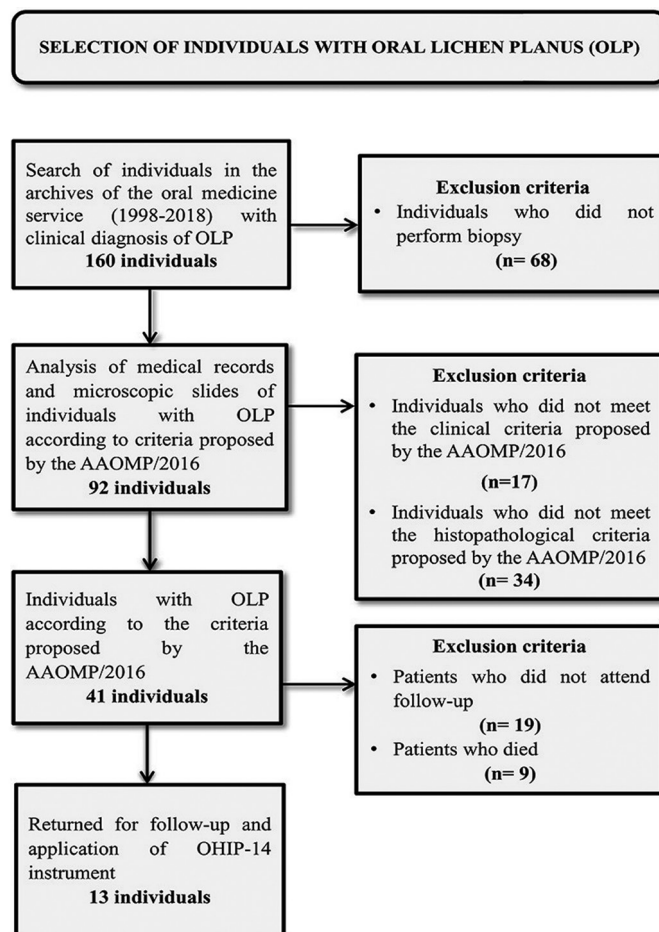 SELECTION OF INDIVIDUALS WITH ORAL LICHEN PLANUS (OLP)
Search of individuals in the
archives of the oral medicine
service (1998-2018) with
clinical diagnosis of OLP
160 individuals
Exclusion criteria
• Individuals who did not
perform biopsy
(n= 68)
Analysis of medical records
and microscopic slides of
individuals with OLP
according to criteria proposed
by the AAOMP/2016
92 individuals
Exclusion criteria
• Individuals who did not meet
the clinical criteria proposed
by the AAOMP/2016
(n=17)
• Individuals who did not meet
the histopathological criteria
proposed by the AAOMP/2016
(n= 34)
Individuals with OLP
according to the criteria
proposed by the
AAOMP/2016
41 individuals
Exclusion criteria
• Patients who did not attend
follow-up
(n= 19)
• Patients who died
(n= 9)
Returned for follow-up and
application of OHIP-14
instrument
13 individuals